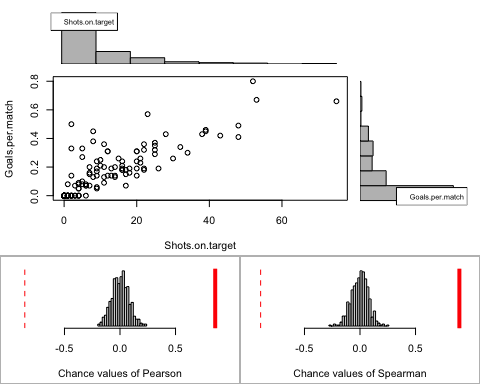 Shots.on.target
Goals.per.match
0.0 0.2 0.4 0.6 0.8
0 20 40 60
Shots.on.target
Goals.per.match
-0.5 0.0 0.5
Chance values of Pearson
-0.5 0.0 0.5
Chance values of Spearman